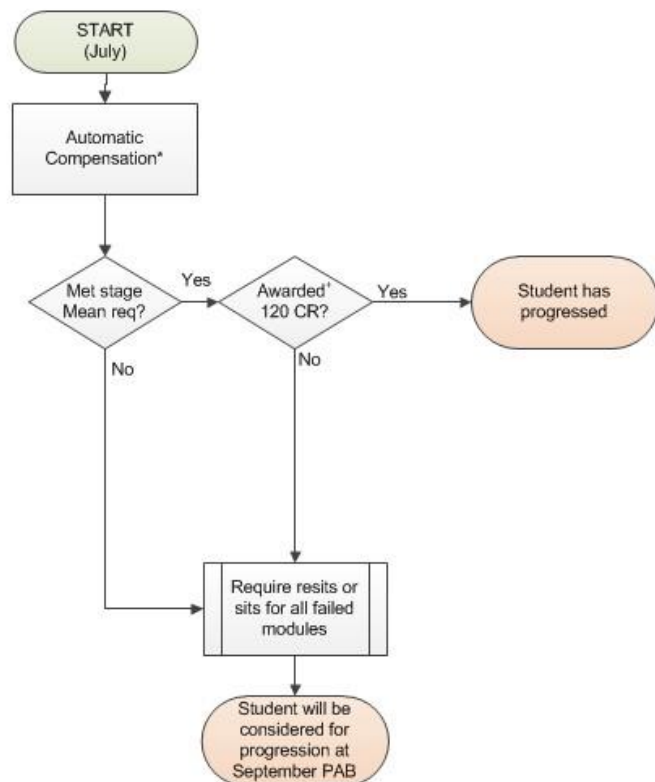 START
(July)
Automatic
Compensation*
Met stage
Mean req?
Yes
Awarded⁺
120 CR?
Yes
Student has
progressed
No
No
Require resits or
sits for all failed
modules
Student will be
considered for
progression at
September PAB